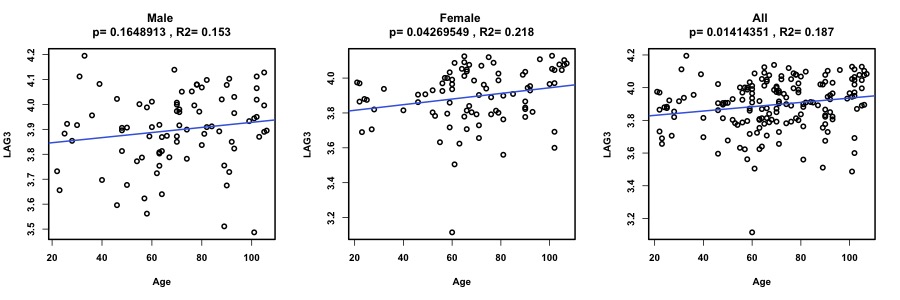 Male
p= 0.1648913 , R2= 0.153
LAG3
4.2
4.1
4.0
3.9
3.8
3.7
3.6
3.5
20 40 60 80 100
Age
Female
p= 0.04269549 , R2= 0.218
LAG3
4.0
3.8
3.6
3.4
3.2
20 40 60 80 100
Age
All
p= 0.01414351 , R2= 0.187
LAG3
4.2
4.0
3.8
3.6
3.4
3.2
20 40 60 80 100
Age